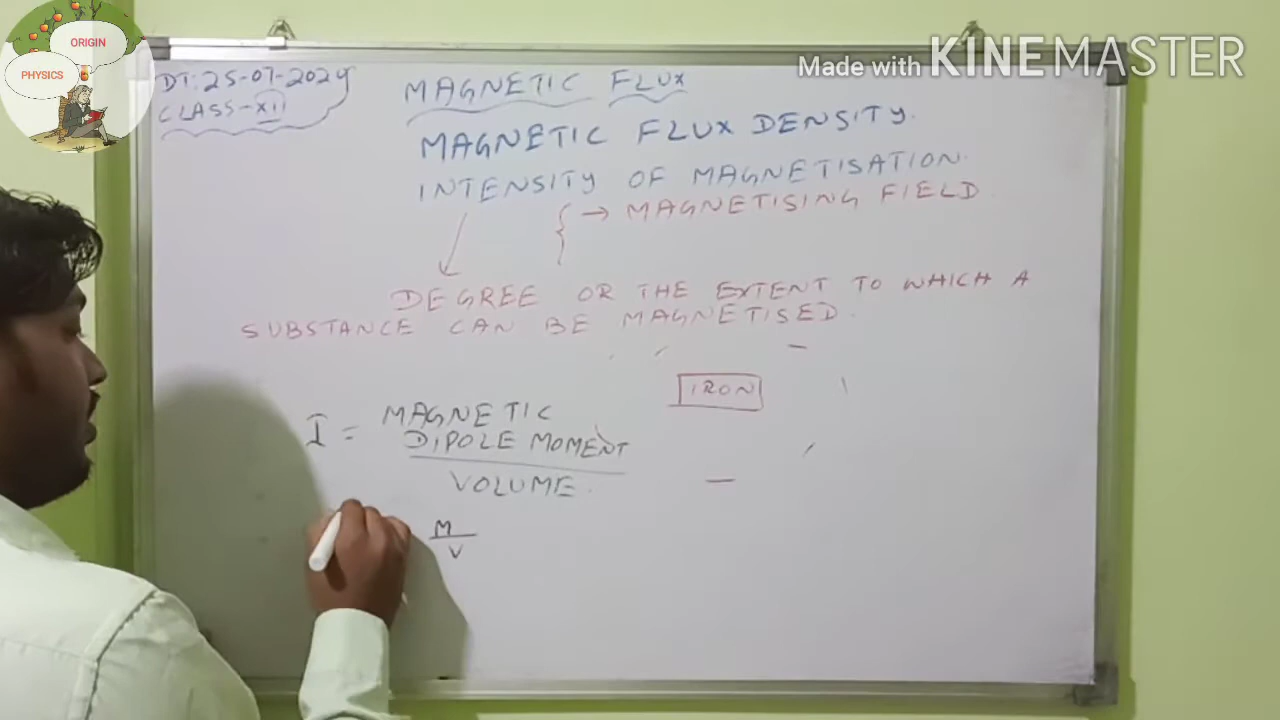 ORIGIN
PHYSICS
Made with KINEMASTER
DT:25-07-2024
CLASS-XII
MAGNETIC FLUX
MAGNETIC FLUX DENSITY.
INTENSITY OF MAGNETISATION.
→ MAGNETISING FIELD
DEGREE OR THE EXTENT TO WHICH A
SUBSTANCE CAN BE MAGNETISED.
IRON
I = MAGNETIC
DIPOLE MOMENT
VOLUME.
M
V